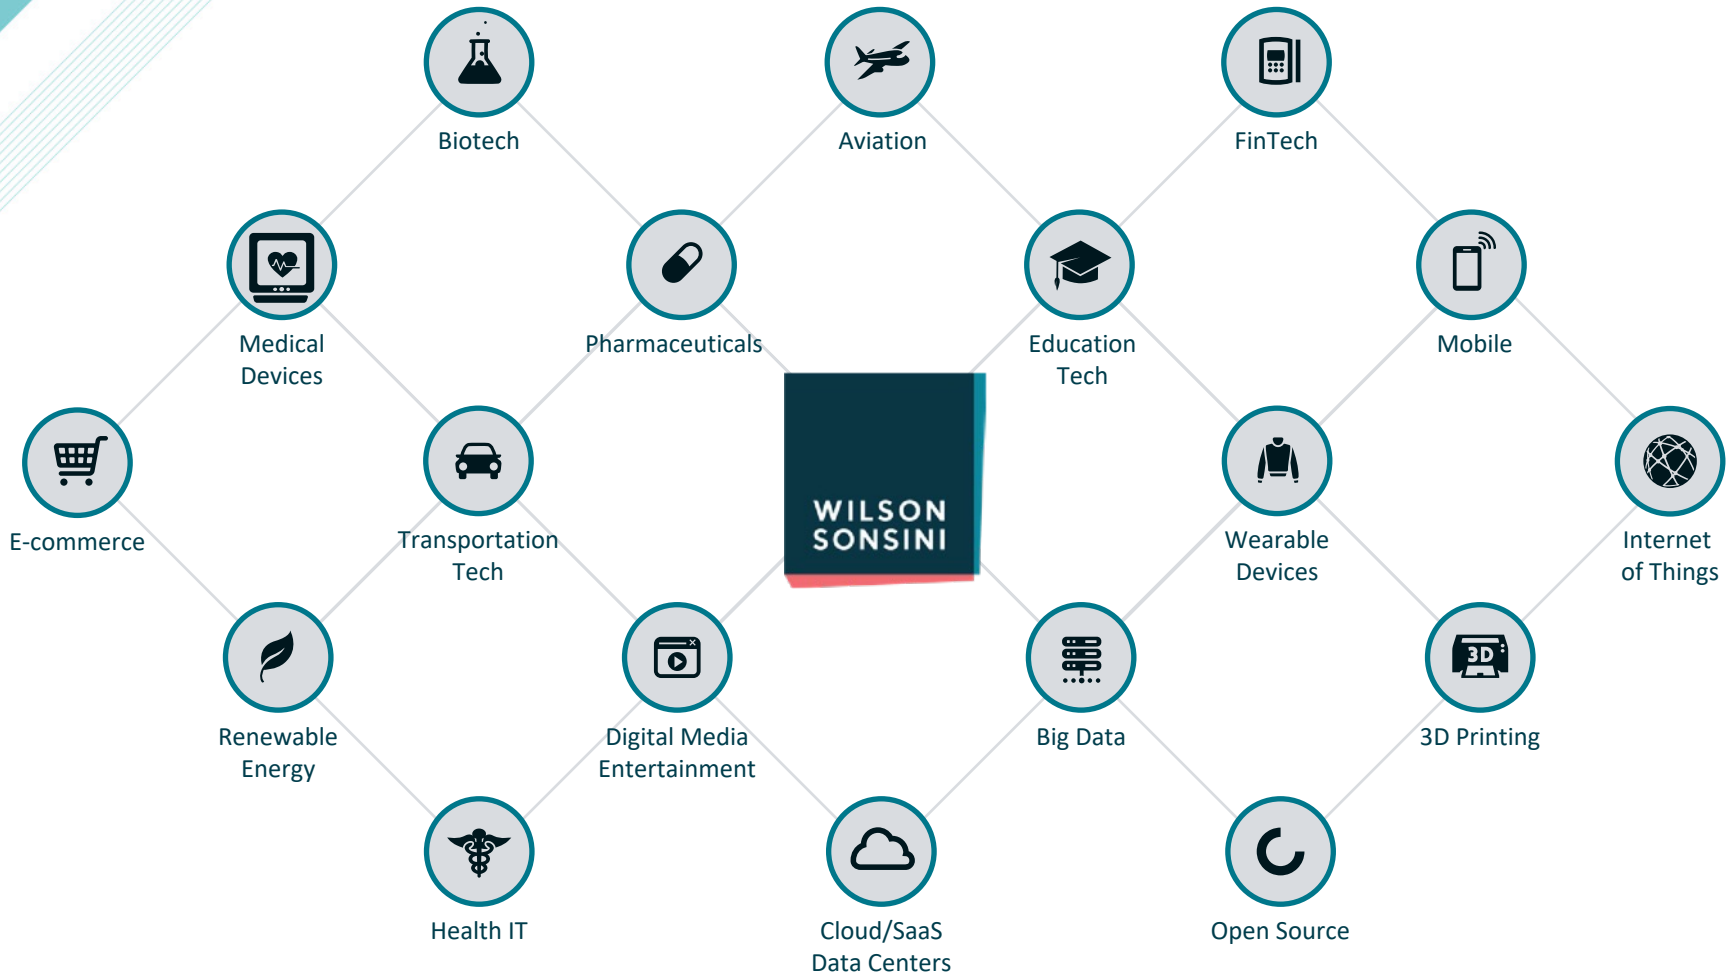 Biotech
Aviation
FinTech
Medical
Devices
Pharmaceuticals
Education
Tech
Mobile
E-commerce
Transportation
Tech
WILSON
SONSINI
Wearable
Devices
Internet
of Things
Renewable
Energy
Digital Media
Entertainment
Big Data
3D
3D Printing
Health IT
Cloud/SaaS
Data Centers
Open Source